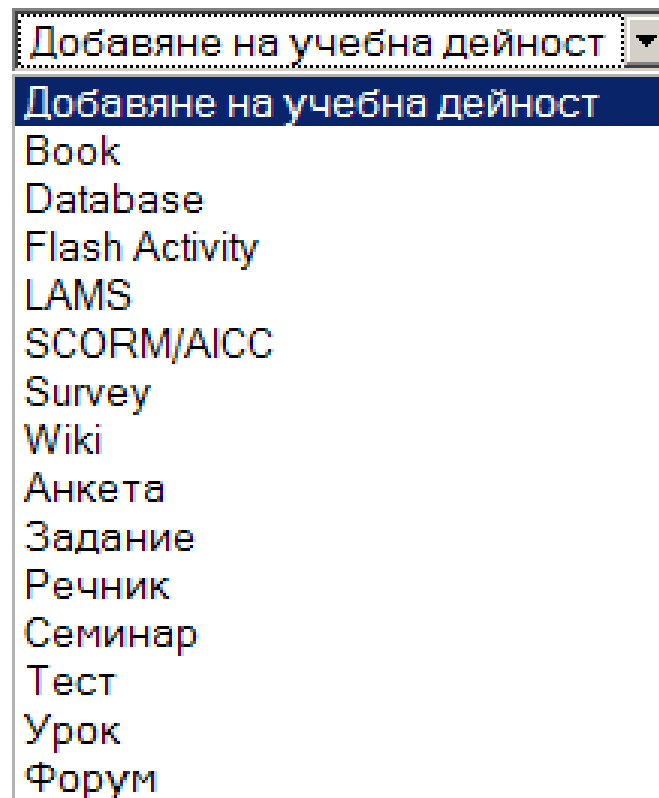 Добавяне на учебна дейност
Добавяне на учебна дейност
Book
Database
Flash Activity
LAMS
SCORM/AICC
Survey
Wiki
Анкета
Задание
Речник
Семинар
Тест
Урок
Форум